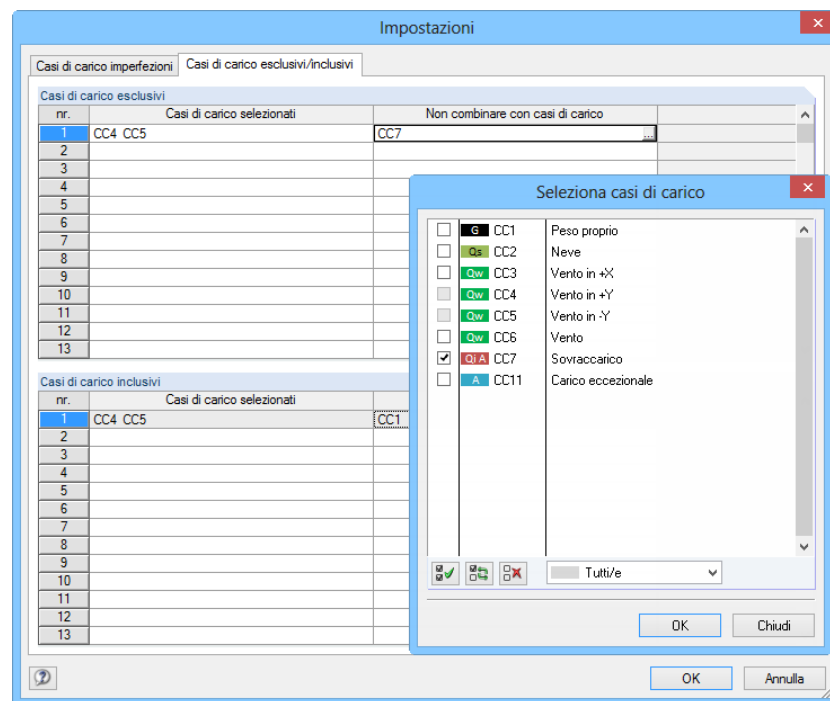 Impostazioni
Casi di carico imperfezioni Casi di carico esclusivi/inclusivi
Casi di carico esclusivi
nr. Casi di carico selezionati Non combinare con casi di carico
1 CC4 CC5 CC7 ...
2
3
4
5
6
7
8
9
10
11
12
13
Casi di carico inclusivi
nr. Casi di carico selezionati
1 CC4 CC5 CC1
2
3
4
5
6
7
8
9
10
11
12
13
Seleziona casi di carico
G CC1 Peso proprio
Qs CC2 Neve
Qw CC3 Vento in +X
Qw CC4 Vento in +Y
Qw CC5 Vento in -Y
Qw CC6 Vento
Qi A CC7 Sovraccarico
A CC11 Carico eccezionale
Tutti/e
OK Chiudi
OK Annulla